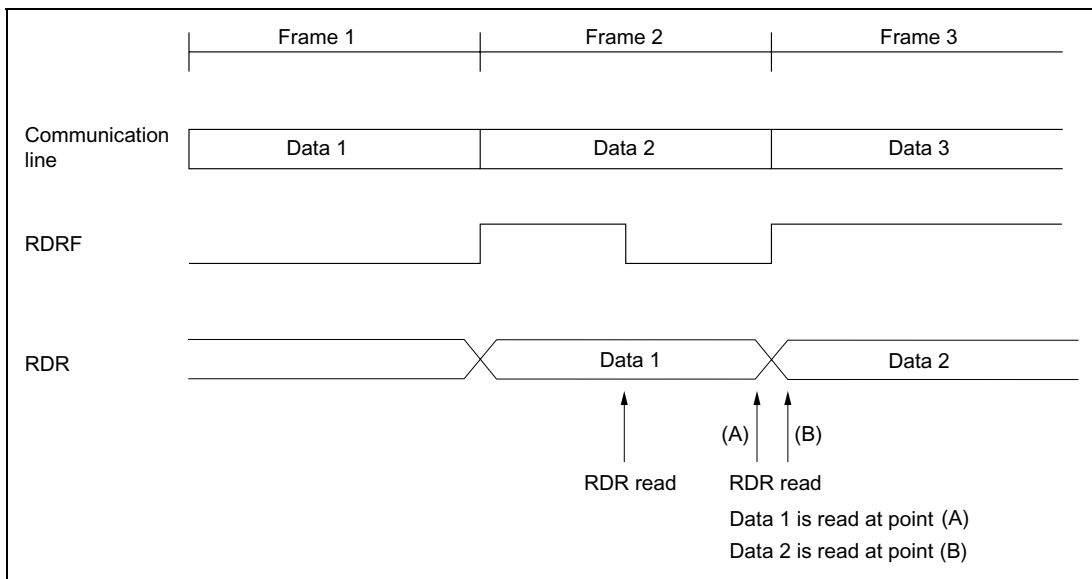 Frame 1 Frame 2 Frame 3
Communication
line
Data 1 Data 2 Data 3
RDRF
RDR Data 1 Data 2
(A) (B)
RDR read RDR read
Data 1 is read at point (A)
Data 2 is read at point (B)